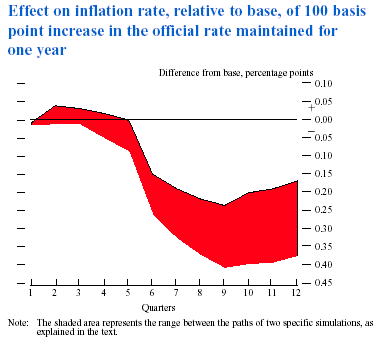 Effect on inflation rate, relative to base, of 100 basis
point increase in the official rate maintained for
one year
Difference from base, percentage points
0.10
0.05
+
0.00
–
0.05
0.10
0.15
0.20
0.25
0.30
0.35
0.40
0.45
1 2 3 4 5 6 7 8 9 10 11 12
Quarters
Note: The shaded area represents the range between the paths of two specific simulations, as
explained in the text.